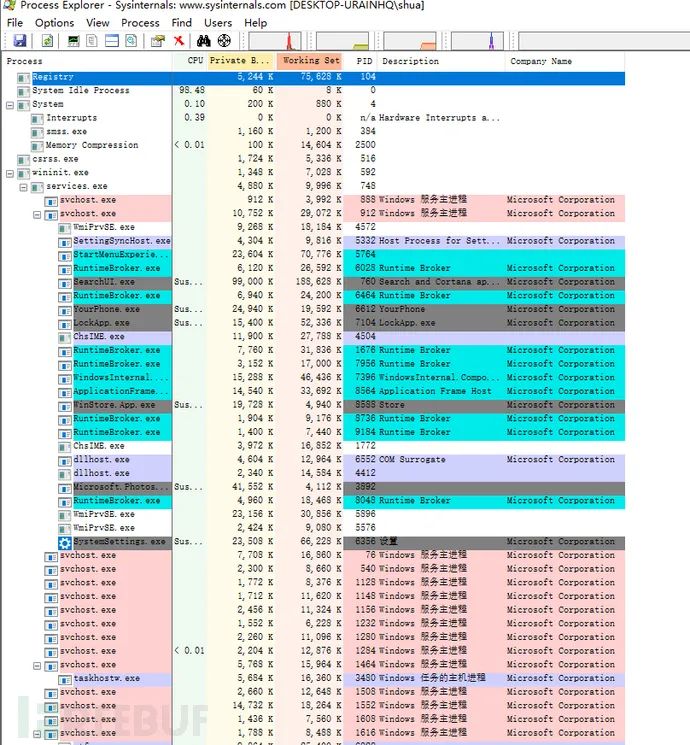 Process Explorer - Sysinternals: www.sysinternals.com [DESKTOP-URAINHQ\shua]
File Options View Process Find Users Help
Process CPU Private B... Working Set PID Description Company Name
Registry 5,244 K 75,628 K 104
System Idle Process 98.48 60 K 8 K 0
System 0.10 200 K 880 K 4
Interrupts 0.39 0 K 0 K n/a Hardware Interrupts a...
smss.exe 1,160 K 1,200 K 384
Memory Compression < 0.01 100 K 14,604 K 2500
csrss.exe 1,724 K 5,336 K 516
wininit.exe 1,348 K 7,028 K 592
services.exe 4,880 K 9,996 K 748
svchost.exe 912 K 3,992 K 888 Windows 服务主进程 Microsoft Corporation
svchost.exe 10,752 K 29,072 K 912 Windows 服务主进程 Microsoft Corporation
WmiPrvSE.exe 9,268 K 18,184 K 4572
SettingSyncHost.exe 4,304 K 9,816 K 5332 Host Process for Sett... Microsoft Corporation
StartMenuExperie... 23,604 K 70,776 K 5764
RuntimeBroker.exe 6,120 K 26,592 K 6028 Runtime Broker Microsoft Corporation
SearchUI.exe Sus... 99,000 K 188,628 K 760 Search and Cortana ap... Microsoft Corporation
RuntimeBroker.exe 6,940 K 24,200 K 6464 Runtime Broker Microsoft Corporation
YourPhone.exe Sus... 24,940 K 19,592 K 6612 YourPhone Microsoft Corporation
LockApp.exe Sus... 15,400 K 52,336 K 7104 LockApp.exe Microsoft Corporation
ChsIME.exe 11,900 K 27,788 K 4504
RuntimeBroker.exe 7,760 K 31,836 K 1676 Runtime Broker Microsoft Corporation
RuntimeBroker.exe 3,152 K 17,000 K 7956 Runtime Broker Microsoft Corporation
WindowsInternal.... 15,288 K 46,436 K 7396 WindowsInternal.Compo... Microsoft Corporation
ApplicationFrame... 14,540 K 33,692 K 8564 Application Frame Host Microsoft Corporation
WinStore.App.exe Sus... 19,728 K 4,940 K 8588 Store Microsoft Corporation
RuntimeBroker.exe 1,904 K 9,176 K 8736 Runtime Broker Microsoft Corporation
RuntimeBroker.exe 1,400 K 7,440 K 9184 Runtime Broker Microsoft Corporation
ChsIME.exe 3,972 K 16,852 K 1772
dllhost.exe 4,604 K 12,964 K 6552 COM Surrogate Microsoft Corporation
dllhost.exe 2,340 K 14,584 K 4412
Microsoft.Photos... Sus... 41,552 K 4,112 K 3892
RuntimeBroker.exe 4,960 K 18,468 K 8048 Runtime Broker Microsoft Corporation
WmiPrvSE.exe 23,156 K 30,856 K 5896
WmiPrvSE.exe 2,424 K 9,080 K 5576
SystemSettings.exe Sus... 23,508 K 66,228 K 6356 设置 Microsoft Corporation
svchost.exe 7,708 K 16,860 K 76 Windows 服务主进程 Microsoft Corporation
svchost.exe 2,300 K 8,660 K 540 Windows 服务主进程 Microsoft Corporation
svchost.exe 1,772 K 8,376 K 1128 Windows 服务主进程 Microsoft Corporation
svchost.exe 1,712 K 11,620 K 1148 Windows 服务主进程 Microsoft Corporation
svchost.exe 2,456 K 11,324 K 1156 Windows 服务主进程 Microsoft Corporation
svchost.exe 1,552 K 6,228 K 1232 Windows 服务主进程 Microsoft Corporation
svchost.exe 2,260 K 11,096 K 1280 Windows 服务主进程 Microsoft Corporation
svchost.exe < 0.01 2,204 K 12,876 K 1284 Windows 服务主进程 Microsoft Corporation
svchost.exe 5,768 K 15,964 K 1464 Windows 服务主进程 Microsoft Corporation
taskhostw.exe 5,684 K 16,360 K 3480 Windows 任务的主机进程 Microsoft Corporation
svchost.exe 2,660 K 12,648 K 1508 Windows 服务主进程 Microsoft Corporation
svchost.exe 14,732 K 18,264 K 1552 Windows 服务主进程 Microsoft Corporation
svchost.exe 1,436 K 7,560 K 1608 Windows 服务主进程 Microsoft Corporation
svchost.exe 1,788 K 8,488 K 1616 Windows 服务主进程 Microsoft Corporation